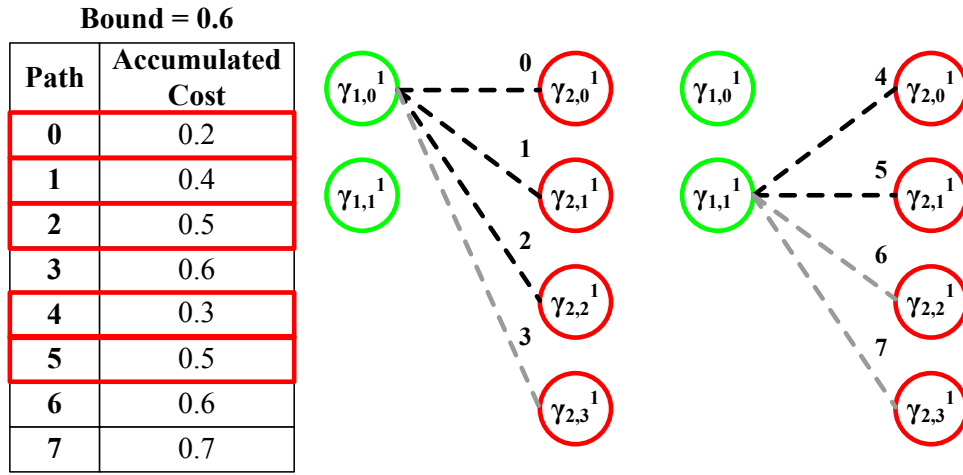 Bound = 0.6
Path Accumulated Cost
0 0.2
1 0.4
2 0.5
3 0.6
4 0.3
5 0.5
6 0.6
7 0.7
γ1,0 1
γ1,1 1
0
1
2
3
γ2,0 1
γ2,1 1
γ2,2 1
γ2,3 1
γ1,0 1
γ1,1 1
4
5
6
7
γ2,0 1
γ2,1 1
γ2,2 1
γ2,3 1